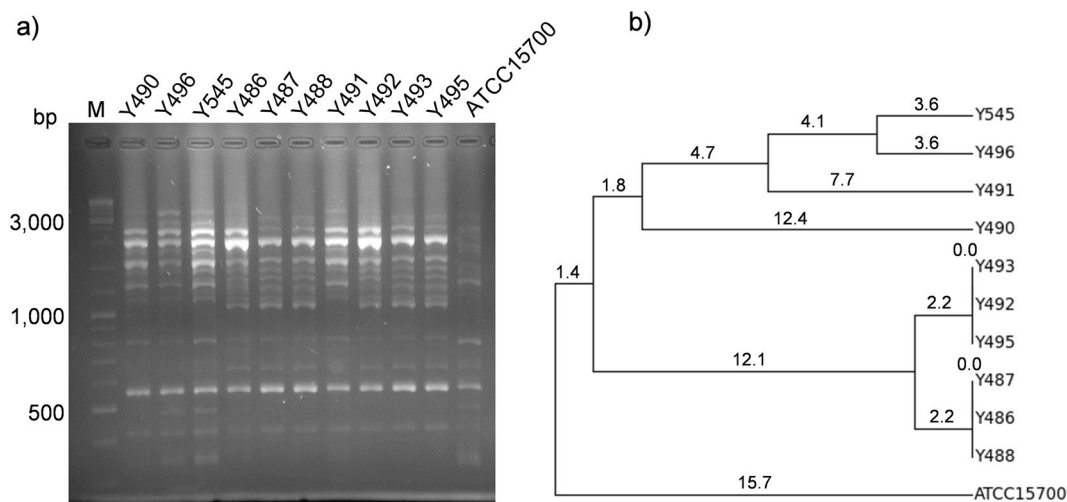 a)
bp
M
Y490
Y496
Y545
Y486
Y487
Y488
Y491
Y492
Y493
Y495
ATCC15700
3,000
1,000
500
b)
3.6
Y545
4.1
3.6
Y496
4.7
7.7
Y491
1.8
12.4
Y490
0.0
Y493
1.4
2.2
Y492
Y495
12.1
0.0
Y487
2.2
Y486
Y488
15.7
ATCC15700